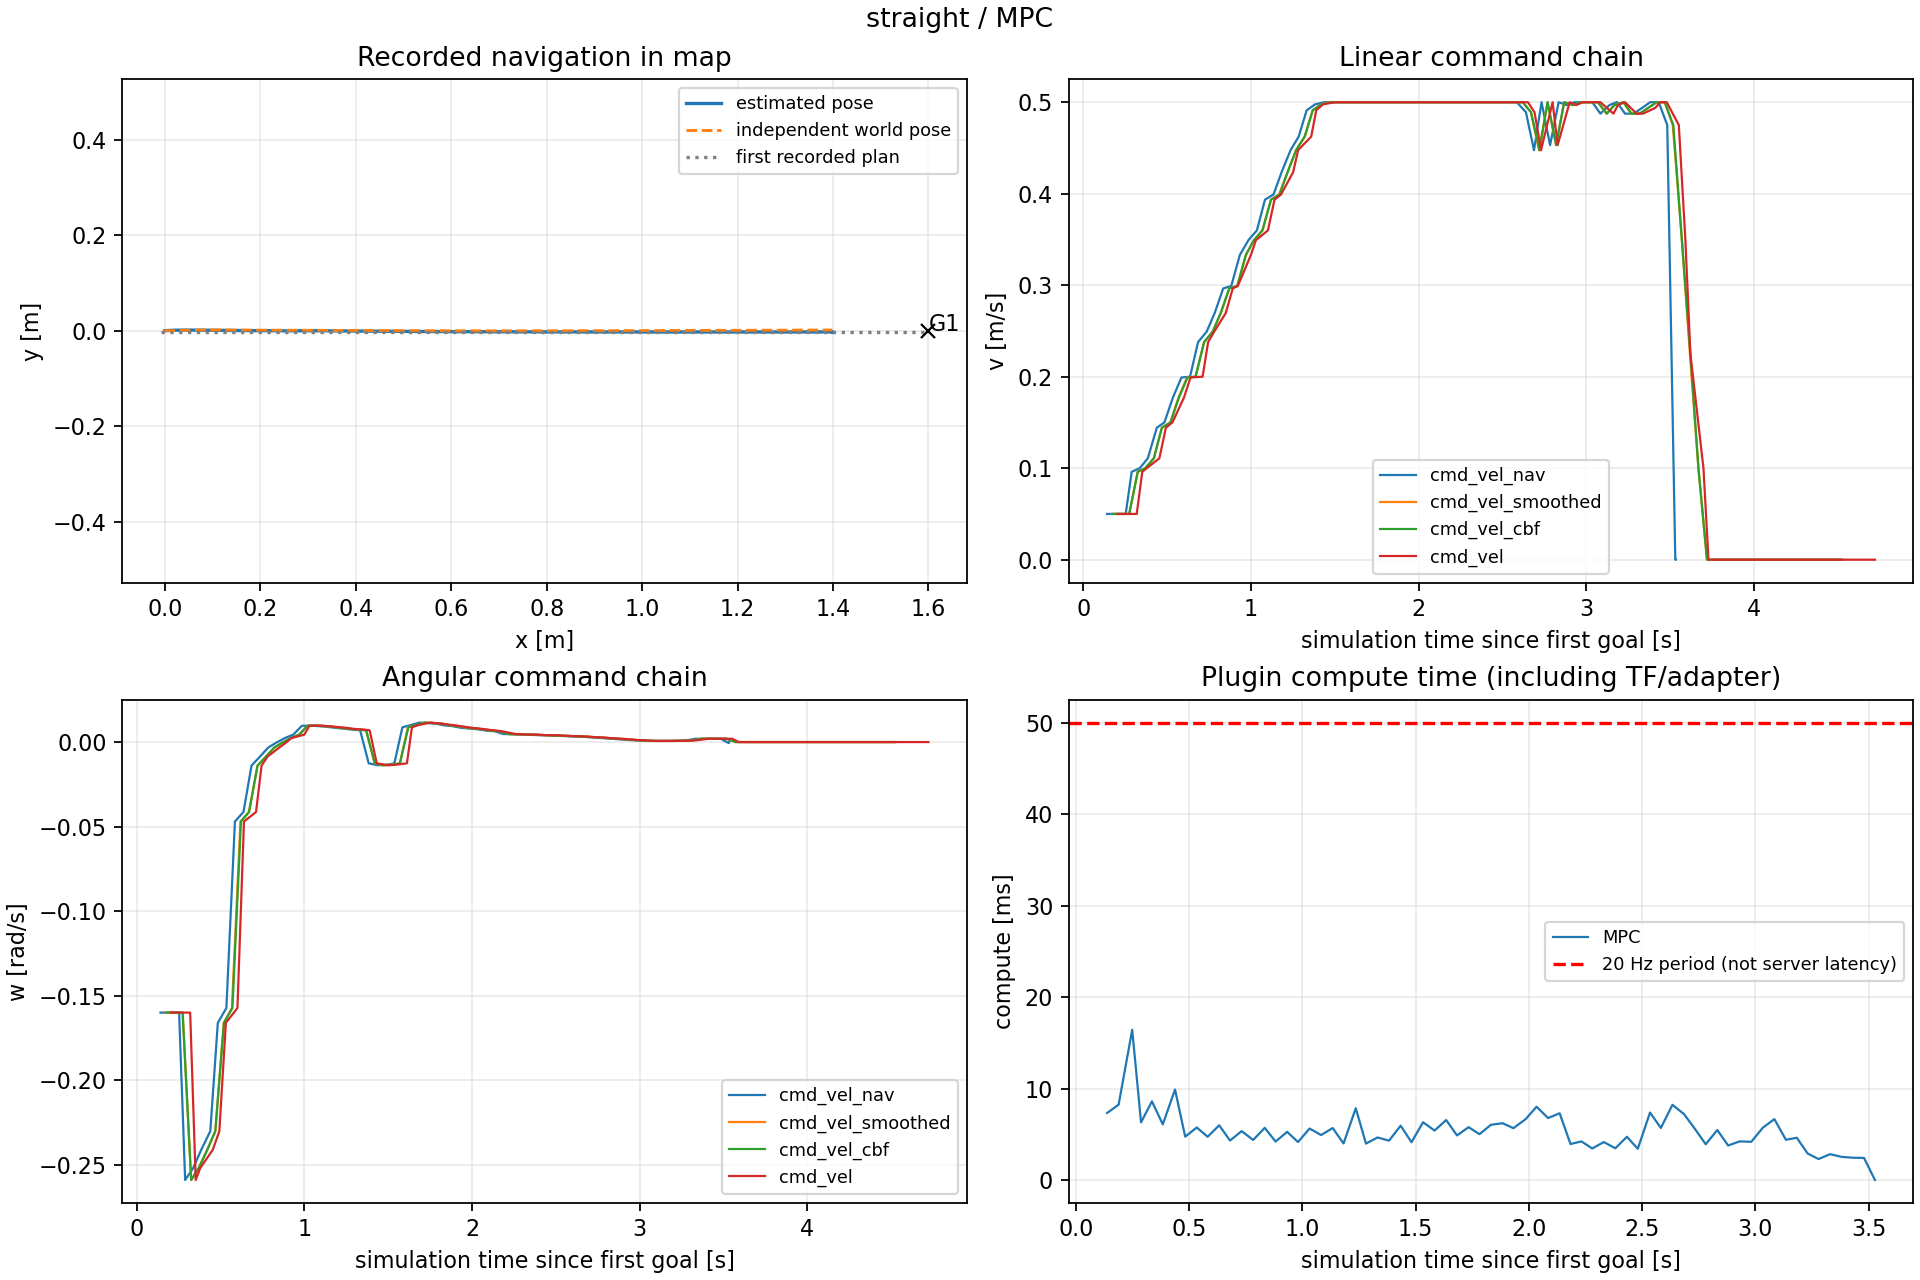 straight / MPC
Recorded navigation in map
estimated pose
independent world pose
first recorded plan
G1
0.4
0.2
0.0
−0.2
−0.4
y [m]
0.0 0.2 0.4 0.6 0.8 1.0 1.2 1.4 1.6
x [m]
Linear command chain
0.5
0.4
0.3
0.2
0.1
0.0
v [m/s]
cmd_vel_nav
cmd_vel_smoothed
cmd_vel_cbf
cmd_vel
0 1 2 3 4
simulation time since first goal [s]
Angular command chain
0.00
−0.05
−0.10
−0.15
−0.20
−0.25
w [rad/s]
cmd_vel_nav
cmd_vel_smoothed
cmd_vel_cbf
cmd_vel
0 1 2 3 4
simulation time since first goal [s]
Plugin compute time (including TF/adapter)
50
40
30
20
10
0
compute [ms]
MPC
20 Hz period (not server latency)
0.0 0.5 1.0 1.5 2.0 2.5 3.0 3.5
simulation time since first goal [s]